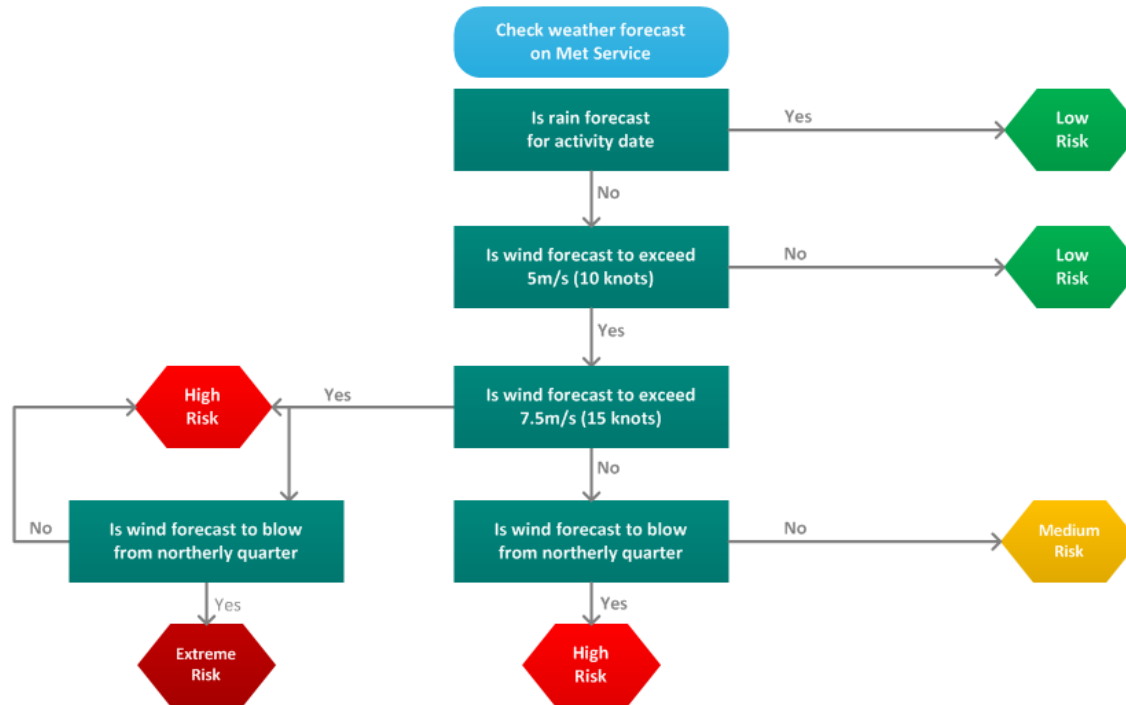 Check weather forecast
on Met Service
Is rain forecast
for activity date
Yes
Low
Risk
No
Is wind forecast to exceed
5m/s (10 knots)
No
Low
Risk
Yes
High
Risk
Yes
Is wind forecast to exceed
7.5m/s (15 knots)
No
No
Is wind forecast to blow
from northerly quarter
Is wind forecast to blow
from northerly quarter
No
Medium
Risk
Yes
Yes
Extreme
Risk
High
Risk